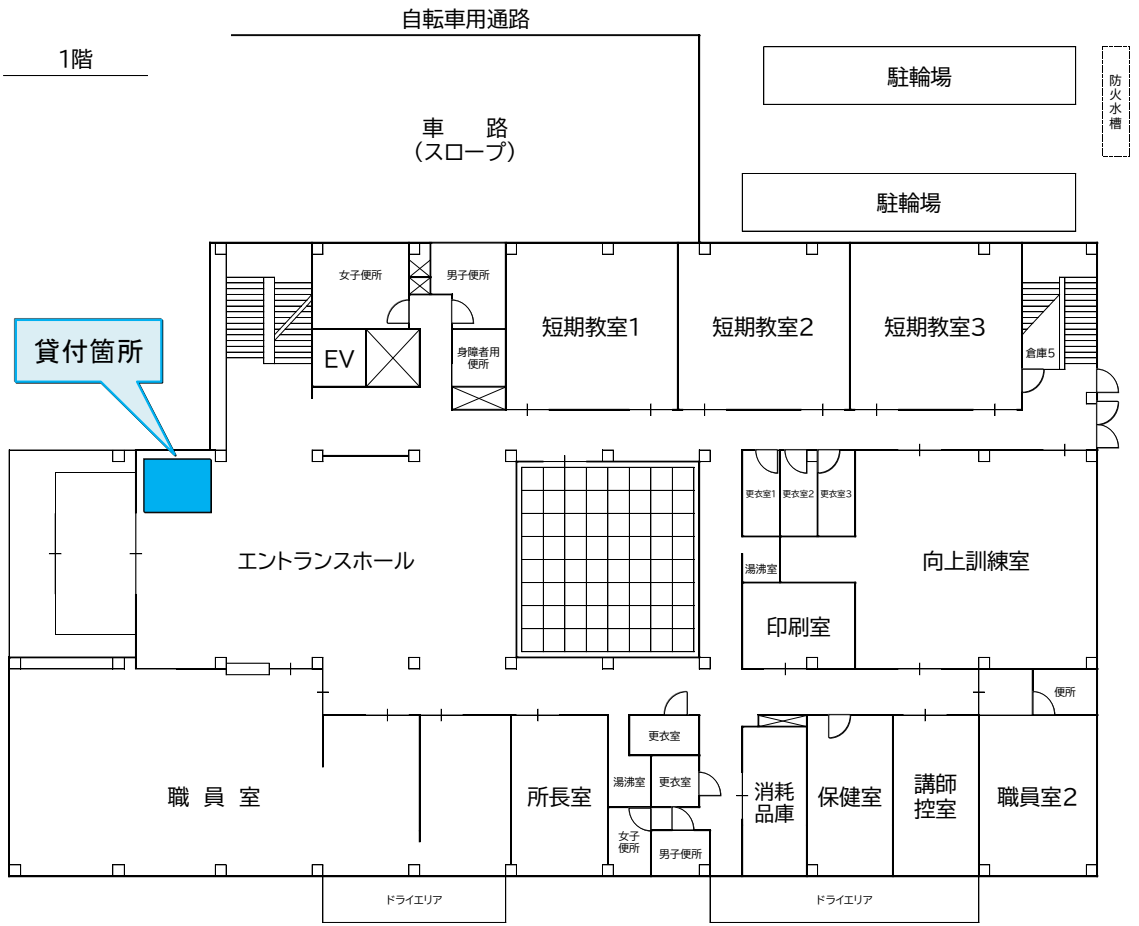 自転車用通路
1階
駐輪場
防火水槽
車　路
（スロープ）
駐輪場
女子便所
男子便所
短期教室1
短期教室2
短期教室3
貸付箇所
EV
身障者用
便所
倉庫5
更衣室1
更衣室2
更衣室3
エントランスホール
湯沸室
向上訓練室
印刷室
便所
更衣室
職 員 室
所長室
湯沸室
更衣室
消耗
品庫
保健室
講師
控室
職員室2
女子
便所
男子便所
ドライエリア
ドライエリア